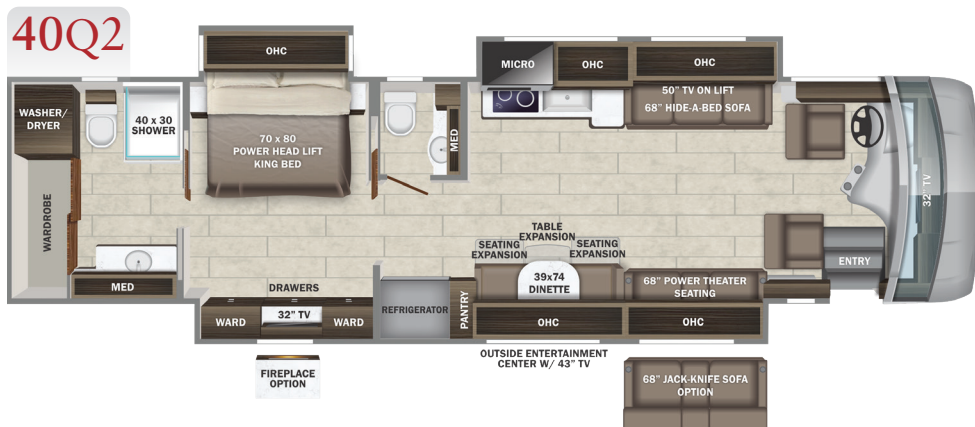 40Q2
WASHER/
DRYER
WARDROBE
40 x 30
SHOWER
MED
OHC
70 x 80
POWER HEAD LIFT
KING BED
DRAWERS
WARD
32” TV
WARD
FIREPLACE
OPTION
MED
MICRO
OHC
OHC
50” TV ON LIFT
68” HIDE-A-BED SOFA
REFRIGERATOR
PANTRY
TABLE
EXPANSION
SEATING
EXPANSION
SEATING
EXPANSION
39x74
DINETTE
68” POWER THEATER
SEATING
OHC
OHC
OUTSIDE ENTERTAINMENT
CENTER W/ 43” TV
68” JACK-KNIFE SOFA
OPTION
ENTRY
32” TV